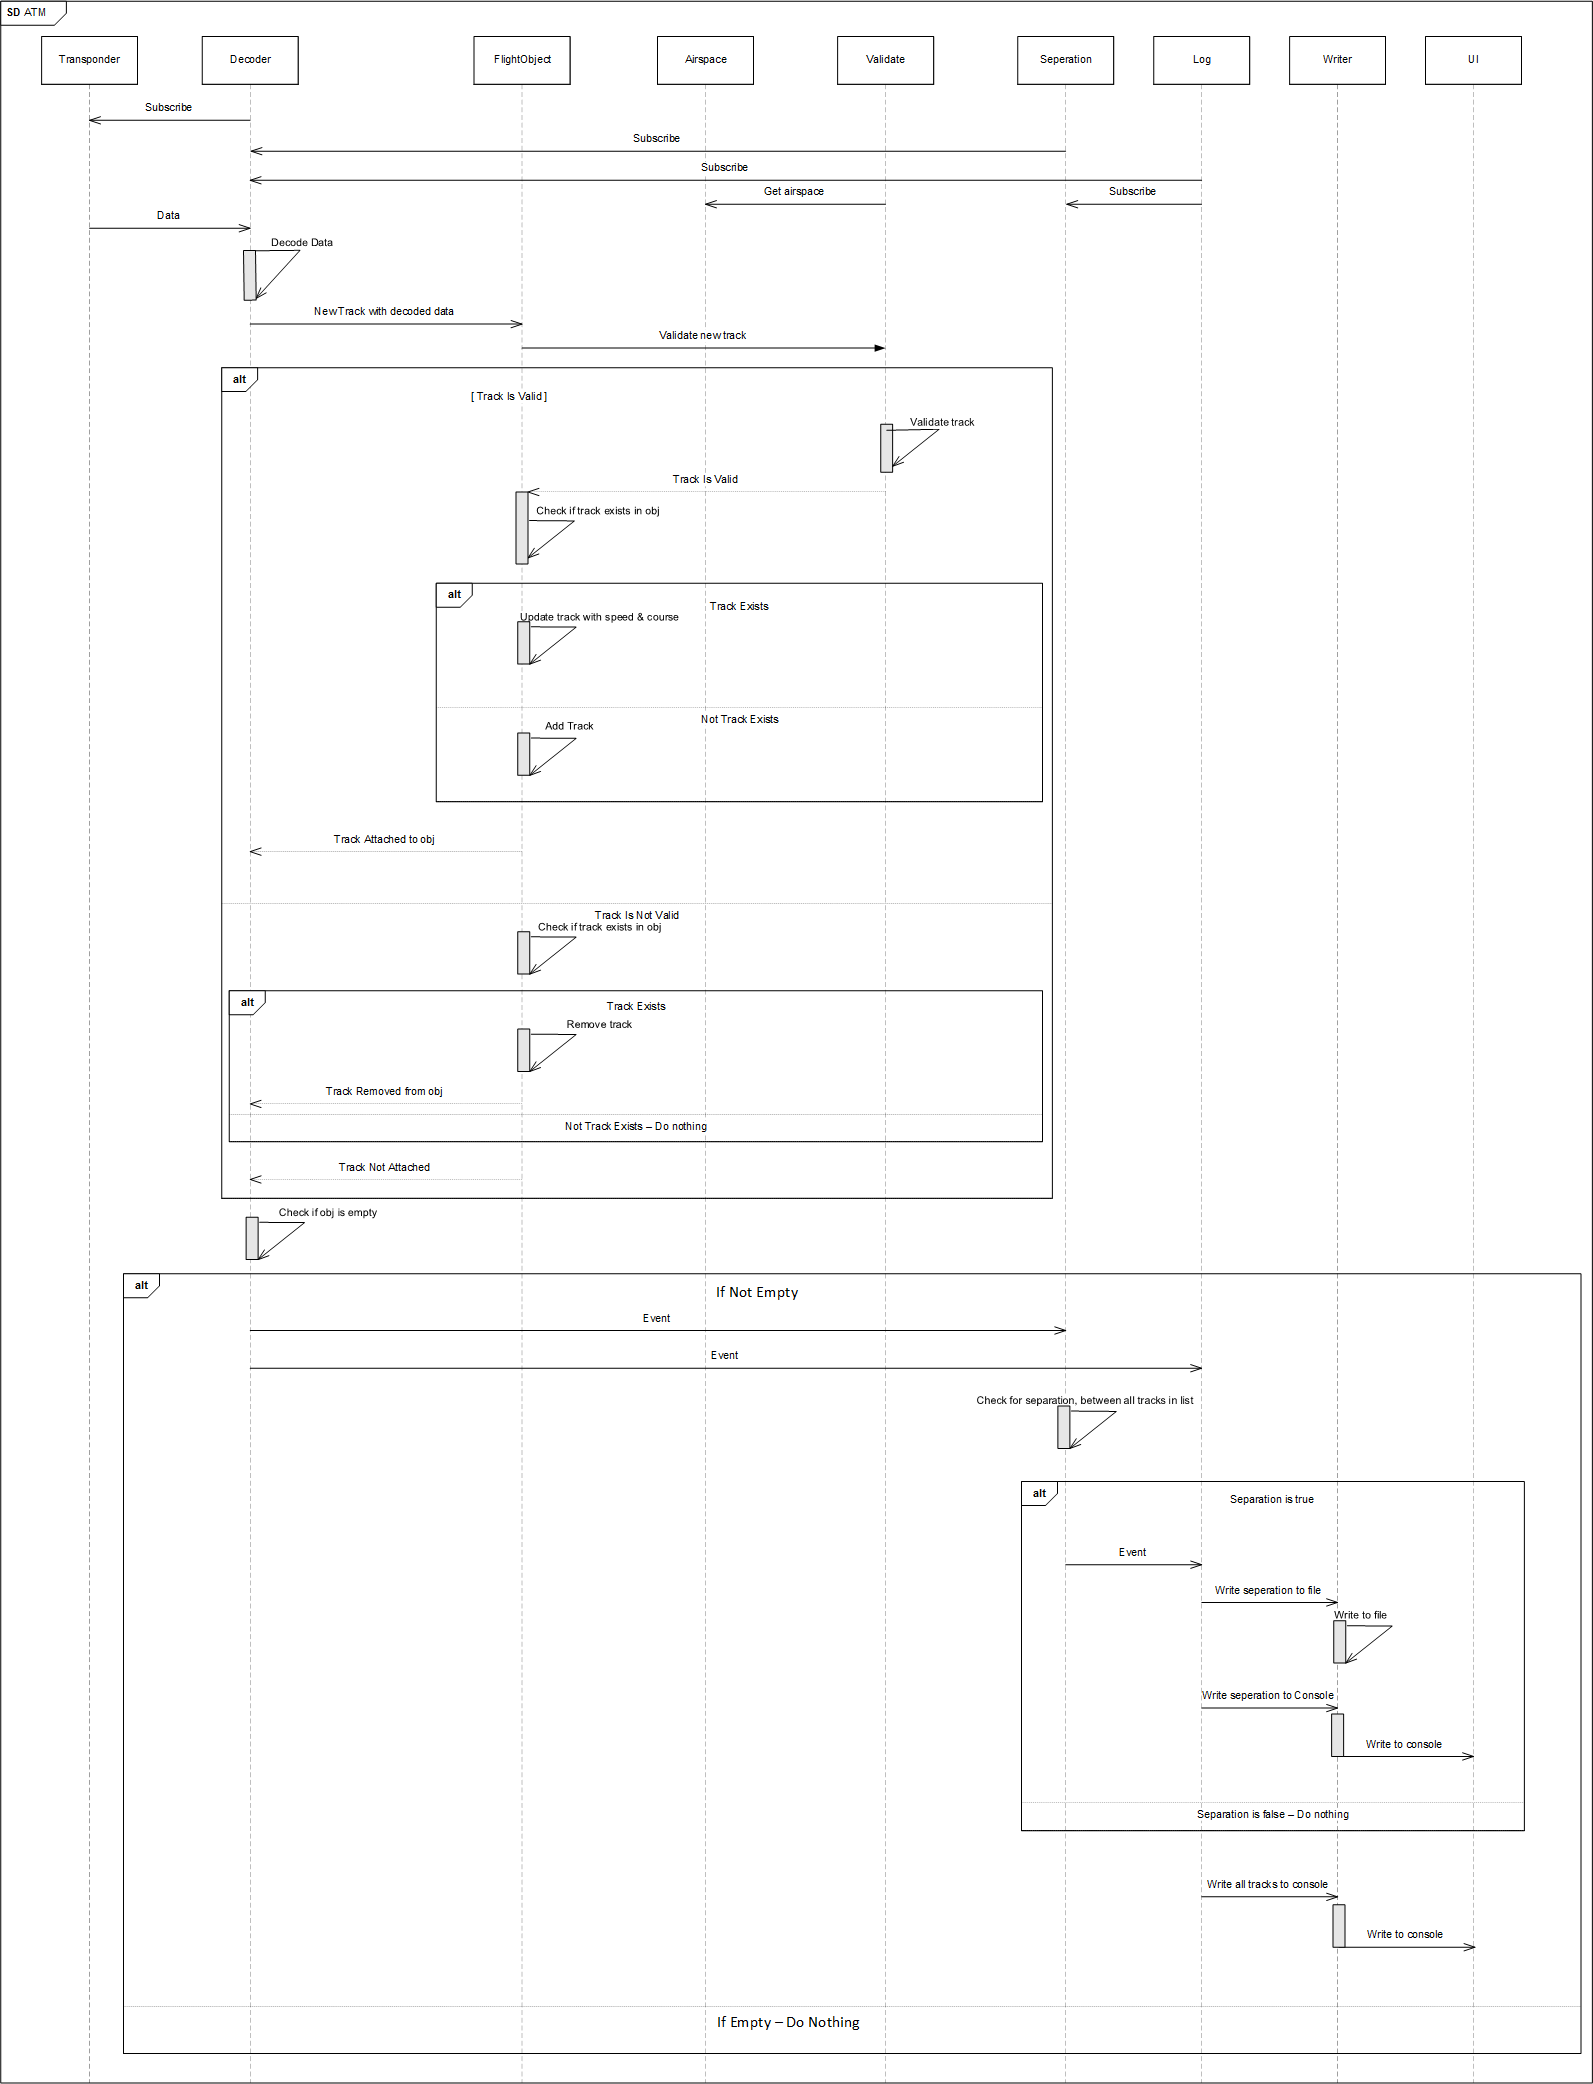 SD ATM
Transponder
Decoder
FlightObject
Airspace
Validate
Seperation
Log
Writer
UI
Subscribe
Subscribe
Subscribe
Get airspace
Subscribe
Data
Decode Data
New Track with decoded data
Validate new track
alt
[ Track Is Valid ]
Validate track
Track Is Valid
Check if track exists in obj
alt
Track Exists
Update track with speed & course
Not Track Exists
Add Track
Track Attached to obj
Track Is Not Valid
Check if track exists in obj
alt
Track Exists
Remove track
Track Removed from obj
Not Track Exists – Do nothing
Track Not Attached
Check if obj is empty
alt
If Not Empty
Event
Event
Check for separation, between all tracks in list
alt
Separation is true
Event
Write seperation to file
Write to file
Write seperation to Console
Write to console
Separation is false – Do nothing
Write all tracks to console
Write to console
If Empty – Do Nothing